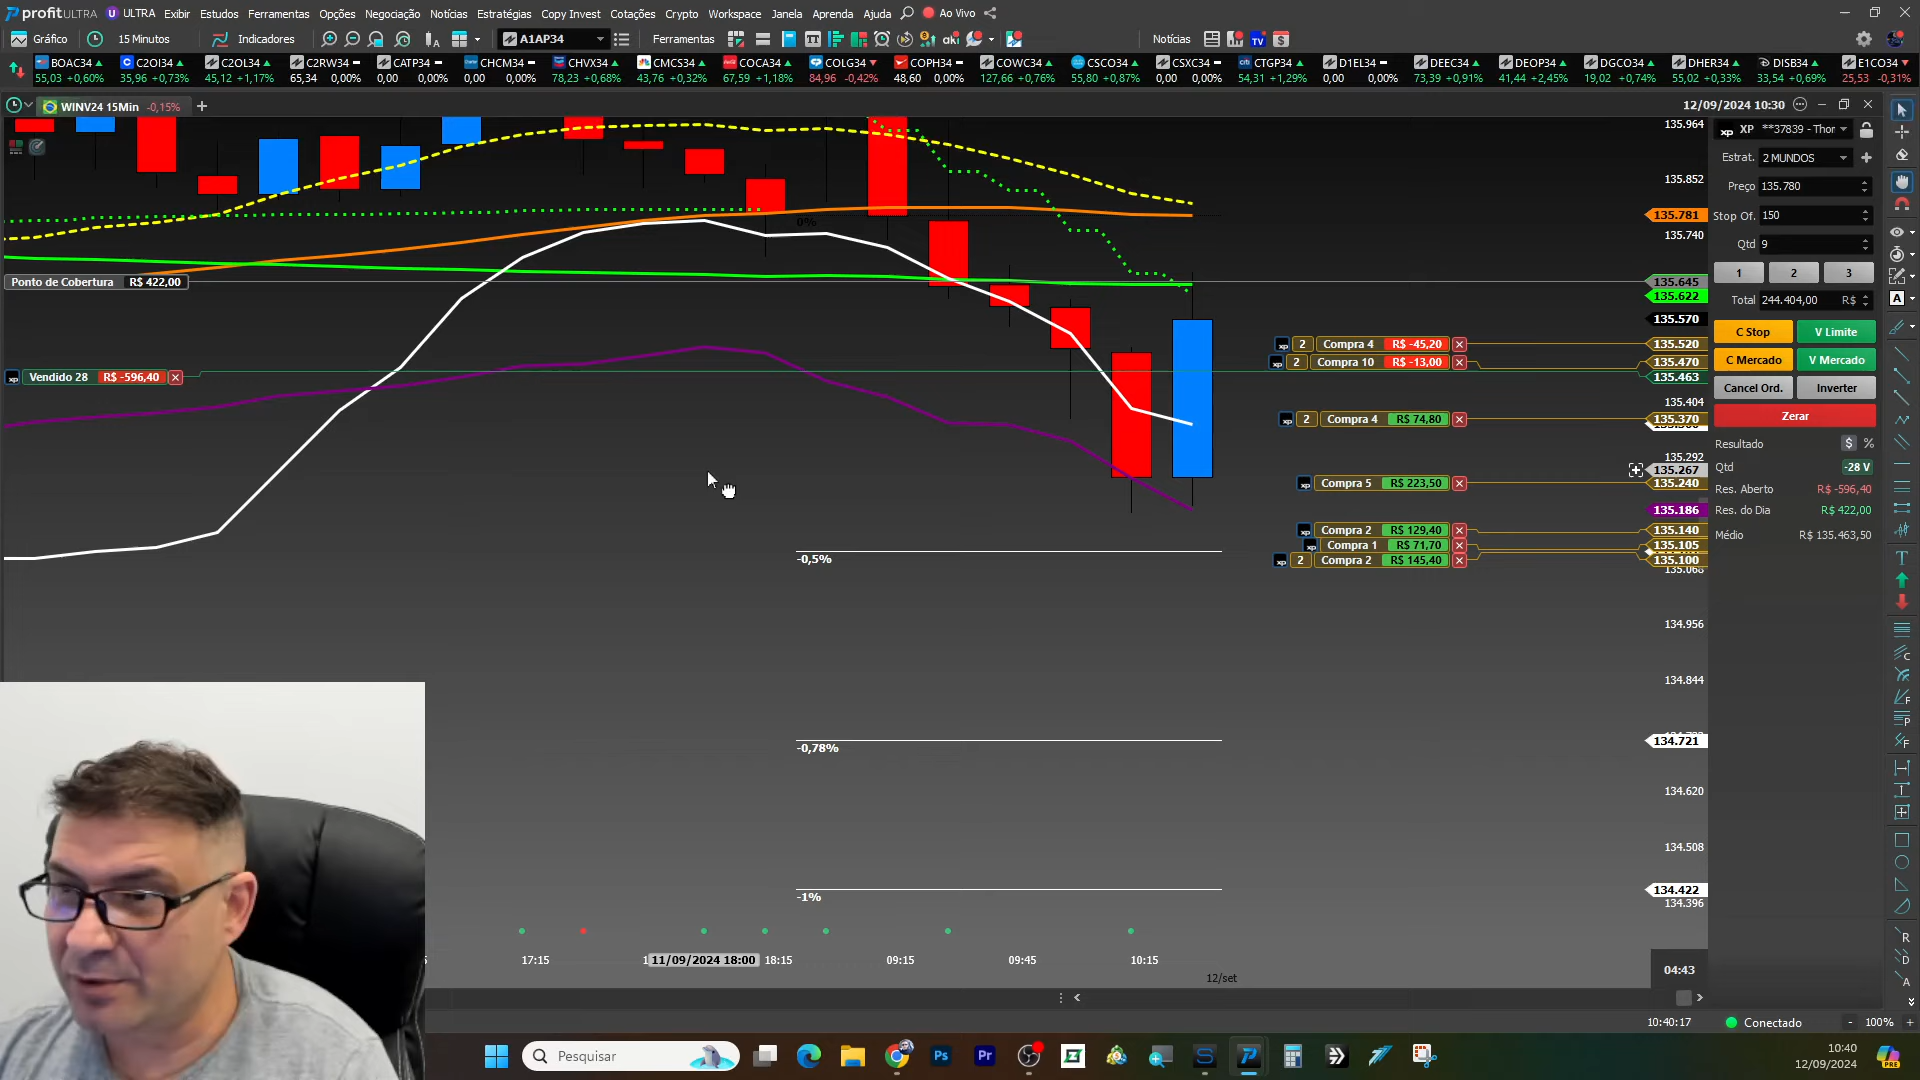 profit ULTRA ULTRA Exibir Estudos Ferramentas Opções Negociação Notícias Estratégias Copy Invest Cotações Crypto Workspace Janela Aprenda Ajuda Ao Vivo
Gráfico 15 Minutos Indicadores A1AP34 Ferramentas Notícias
BOAC34 C2OI34 C2OL34 C2RW34 CATP34 CHCM34 CHVX34 CMCS34 COCA34 COLG34 COPH34 COWC34 CSCO34 CSXC34 CTGP34 D1EL34 DEEC34 DEOP34 DGCO34 DHER34 DISB34 E1CO34
55,03 +0,60% 35,96 +0,73% 45,12 +1,17% 65,34 0,00% 0,00 0,00% 0,00 0,00% 78,23 +0,68% 43,76 +0,32% 67,59 +1,18% 84,96 -0,42% 48,60 0,00% 127,66 +0,76% 55,80 +0,87% 0,00 0,00% 54,31 +1,29% 0,00 0,00% 73,39 +0,91% 41,44 +2,45% 19,02 +0,74% 55,02 +0,33% 33,54 +0,69% 25,53 -0,31%
WINV24 15Min -0,15% 12/09/2024 10:30
135.964
135.852
135.781
135.740
0%
Ponto de Cobertura R$ 422,00
135.645
135.622
135.570
2 Compra 4 R$ -45,20 135.520
2 Compra 10 R$ -13,00 135.470
Vendido 28 R$ -596,40 135.463
135.404
2 Compra 4 R$ 74,80 135.370
135.292
135.267
Compra 5 R$ 223,50 135.240
135.186
Compra 2 R$ 129,40 135.140
Compra 1 R$ 71,70 135.105
2 Compra 2 R$ 145,40 135.100
135.068
-0,5%
134.956
134.844
-0,78%
134.721
134.620
134.508
-1%
134.422
134.396
17:15 11/09/2024 18:00 18:15 09:15 09:45 10:15
12/set
04:43
XP **37839 - Thor
Estrat. 2 MUNDOS
Preço 135.780
Stop Of. 150
Qtd 9
1 2 3
Total 244.404,00 R$
C Stop V Limite
C Mercado V Mercado
Cancel Ord. Inverter
Zerar
Resultado $ %
Qtd -28 V
Res. Aberto R$ -596,40
Res. do Dia R$ 422,00
Médio R$ 135.463,50
10:40:17 Conectado - 100% +
Pesquisar
10:40
12/09/2024